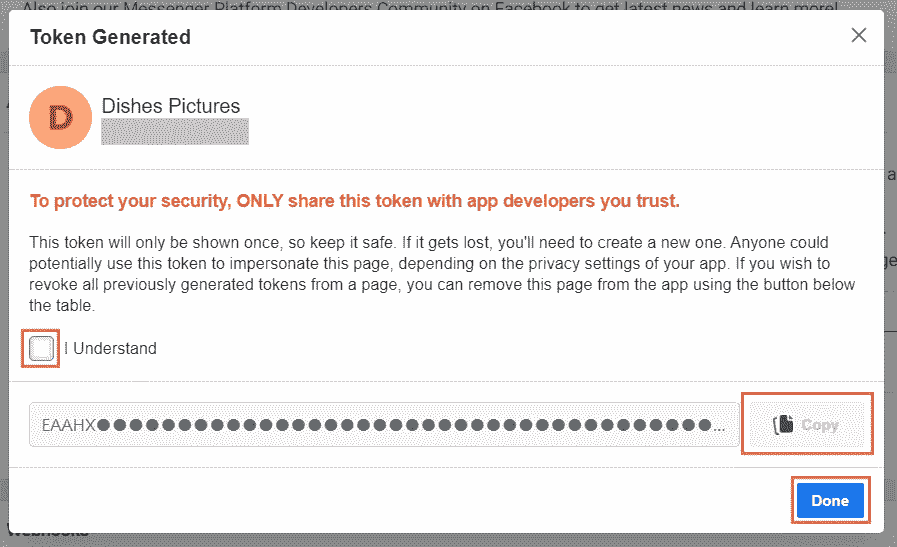 Also join our Messenger Platform Developers Community on Facebook to get latest news and learn more!
Token Generated
D
Dishes Pictures
To protect your security, ONLY share this token with app developers you trust.
This token will only be shown once, so keep it safe. If it gets lost, you'll need to create a new one. Anyone could
potentially use this token to impersonate this page, depending on the privacy settings of your app. If you wish to
revoke all previously generated tokens from a page, you can remove this page from the app using the button below
the table.
I Understand
EAAHX●●●●●●●●●●●●●●●●●●●●●●●●●●●●●●●●●●●●●●...
Copy
Done
Webhooks